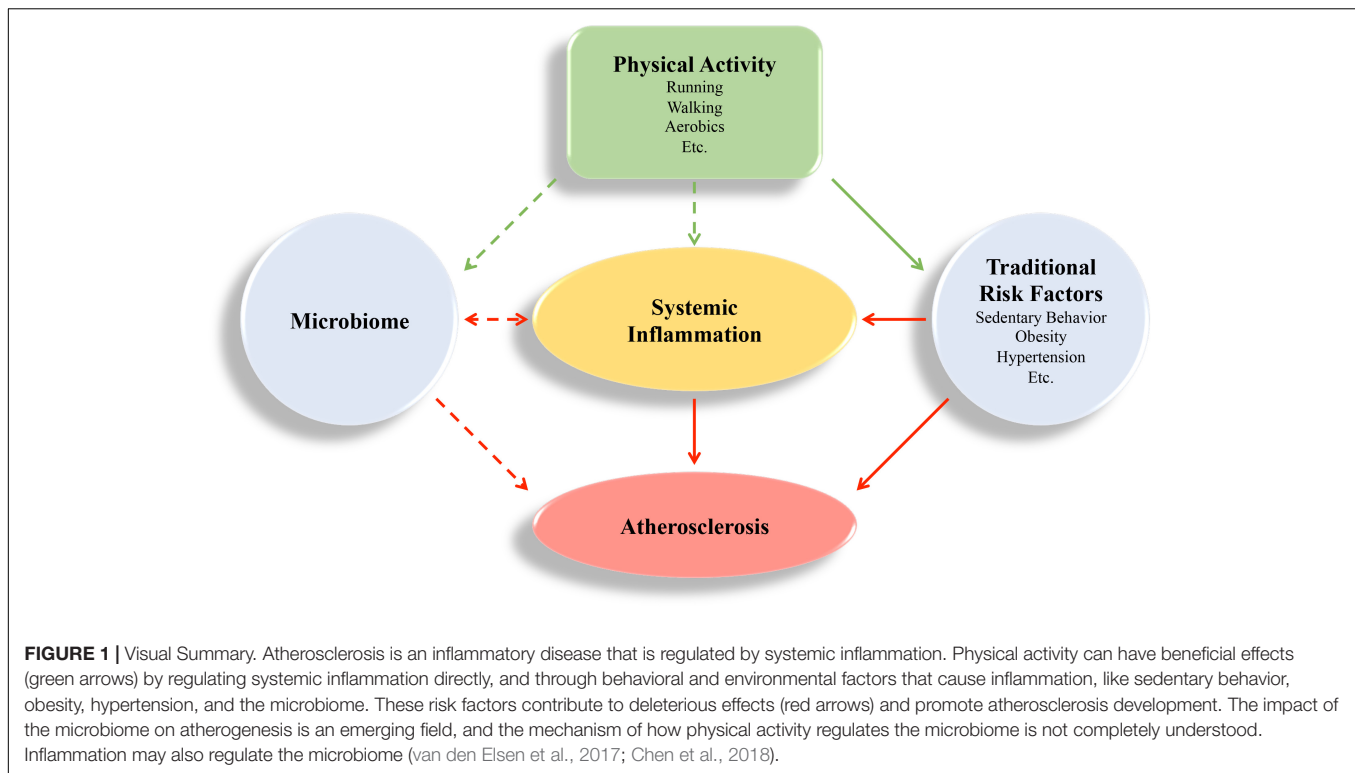 Physical Activity
Running
Walking
Aerobics
Etc.
Microbiome
Systemic
Inflammation
Traditional
Risk Factors
Sedentary Behavior
Obesity
Hypertension
Etc.
Atherosclerosis
FIGURE 1 | Visual Summary. Atherosclerosis is an inflammatory disease that is regulated by systemic inflammation. Physical activity can have beneficial effects
(green arrows) by regulating systemic inflammation directly, and through behavioral and environmental factors that cause inflammation, like sedentary behavior,
obesity, hypertension, and the microbiome. These risk factors contribute to deleterious effects (red arrows) and promote atherosclerosis development. The impact of
the microbiome on atherogenesis is an emerging field, and the mechanism of how physical activity regulates the microbiome is not completely understood.
Inflammation may also regulate the microbiome (van den Elsen et al., 2017; Chen et al., 2018).